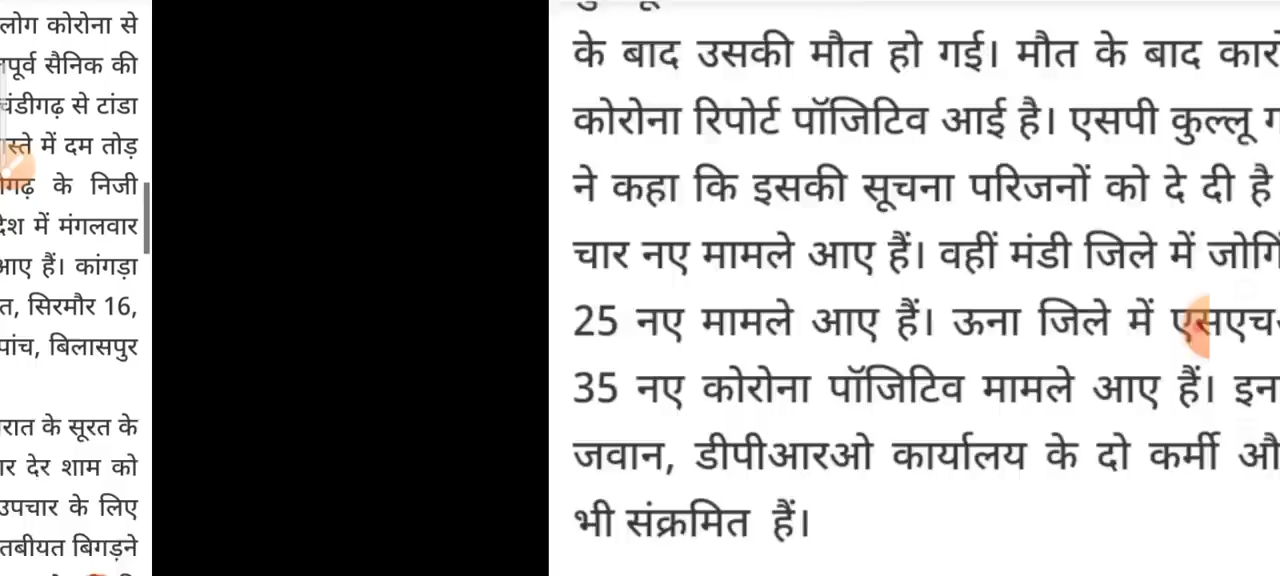 लोग कोरोना से
सैनिक की
चंडीगढ़ से टांडा
में दम तोड़
के निजी
में मंगलवार
आए हैं। कांगड़ा
सिरमौर 16,
पांच, बिलासपुर
के सूरत के
देर शाम को
उपचार के लिए
तबीयत बिगड़ने
के बाद उसकी मौत हो गई। मौत के बाद
कोरोना रिपोर्ट पॉजिटिव आई है। एसपी कुल्लू
ने कहा कि इसकी सूचना परिजनों को दे दी है
चार नए मामले आए हैं। वहीं मंडी जिले में
25 नए मामले आए हैं। ऊना जिले में
35 नए कोरोना पॉजिटिव मामले आए हैं।
जवान, डीपीआरओ कार्यालय के दो कर्मी
भी संक्रमित हैं।